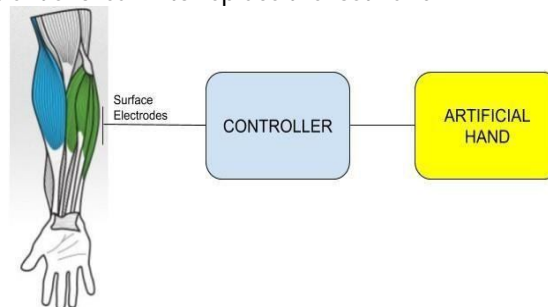 Surface
Electrodes
CONTROLLER
ARTIFICIAL
HAND